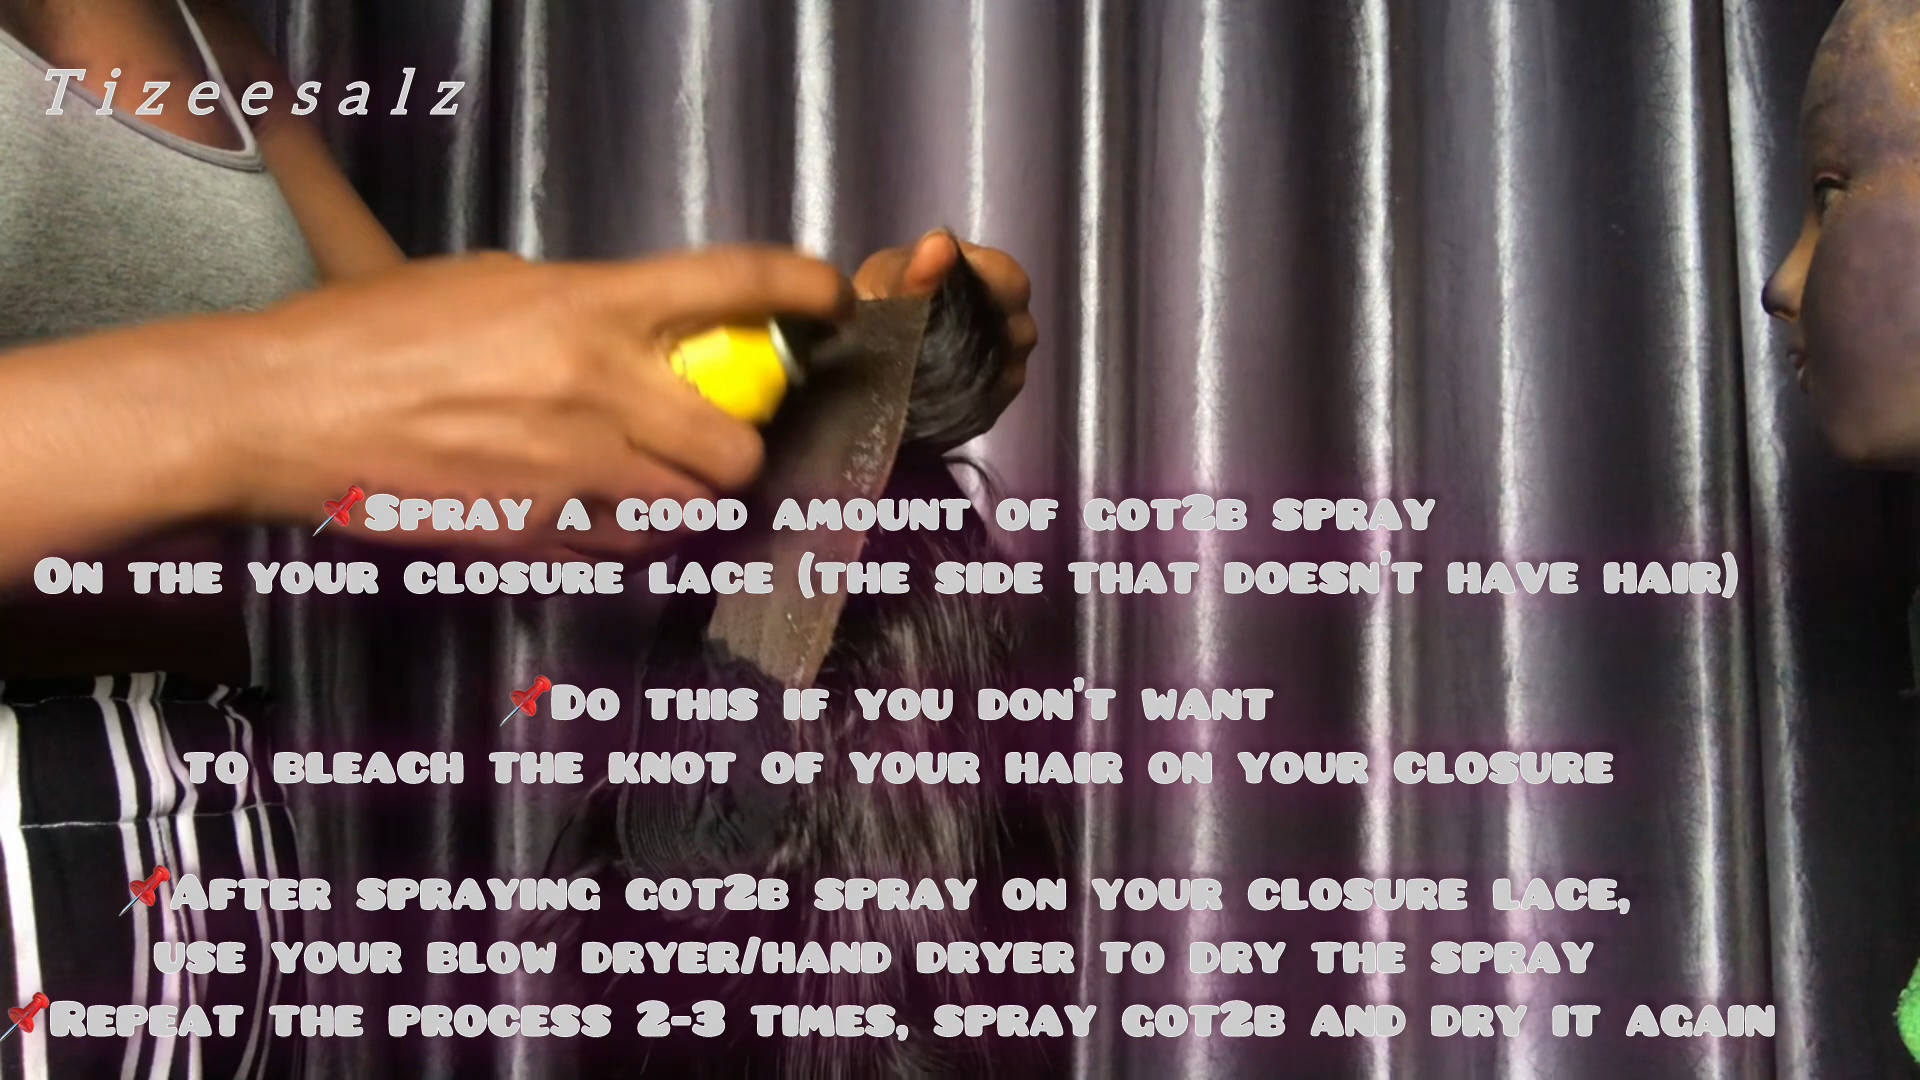 Tizeesalz
📌Spray a good amount of got2b spray
On the your closure lace (the side that doesn't have hair)
📌Do this if you don't want
to bleach the knot of your hair on your closure
📌After spraying got2b spray on your closure lace,
use your blow dryer/hand dryer to dry the spray
📌Repeat the process 2-3 times, spray got2b and dry it again